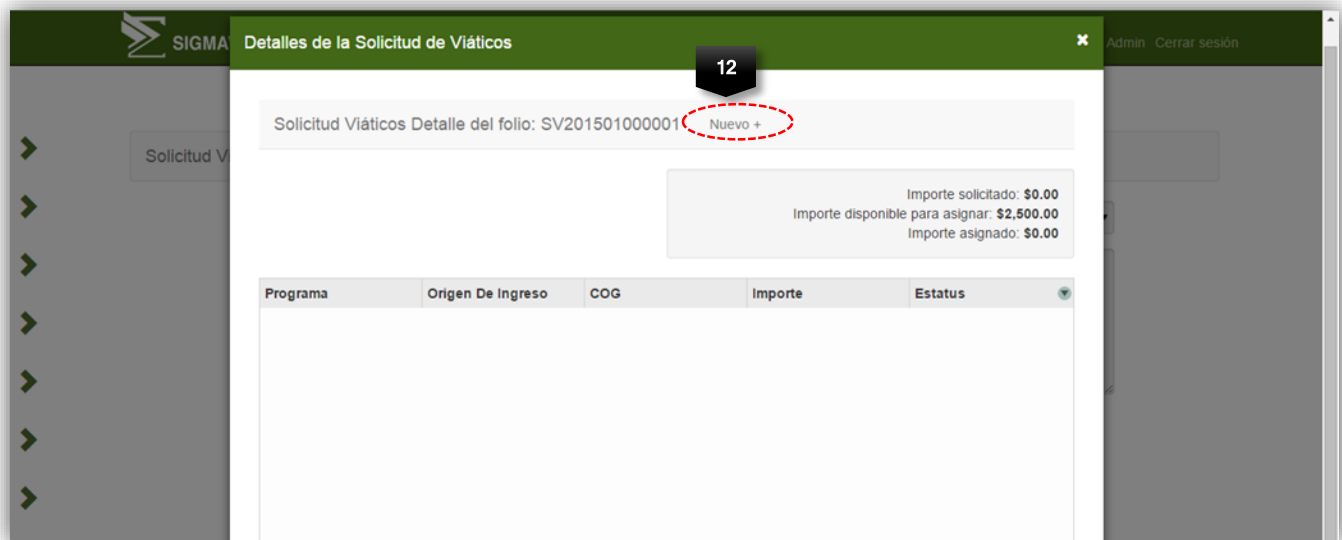 SIGMA
Detalles de la Solicitud de Viáticos
Admin Cerrar sesión
12
Solicitud Viáticos Detalle del folio: SV201501000001 Nuevo +
Solicitud
Importe solicitado: $0.00
Importe disponible para asignar: $2,500.00
Importe asignado: $0.00
Programa Origen De Ingreso COG Importe Estatus